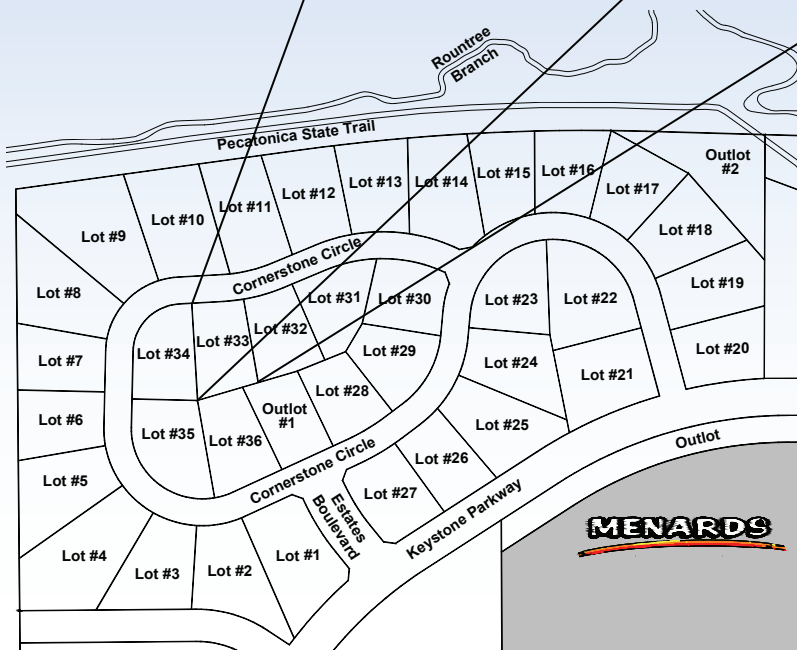 Rountree
Branch
Pecatonica State Trail
Outlot
#2
Lot #16
Lot #15
Lot #14
Lot #13
Lot #12
Lot #11
Lot #10
Lot #9
Lot #17
Lot #18
Lot #19
Lot #20
Cornerstone Circle
Lot #8
Lot #7
Lot #6
Lot #5
Lot #4
Lot #3
Lot #2
Lot #1
Lot #34
Lot #33
Lot #32
Lot #31
Lot #30
Lot #29
Lot #28
Outlot
#1
Lot #36
Lot #35
Lot #23
Lot #22
Lot #24
Lot #21
Lot #25
Lot #26
Lot #27
Cornerstone Circle
Estates
Boulevard
Keystone Parkway
Outlot
MENARDS